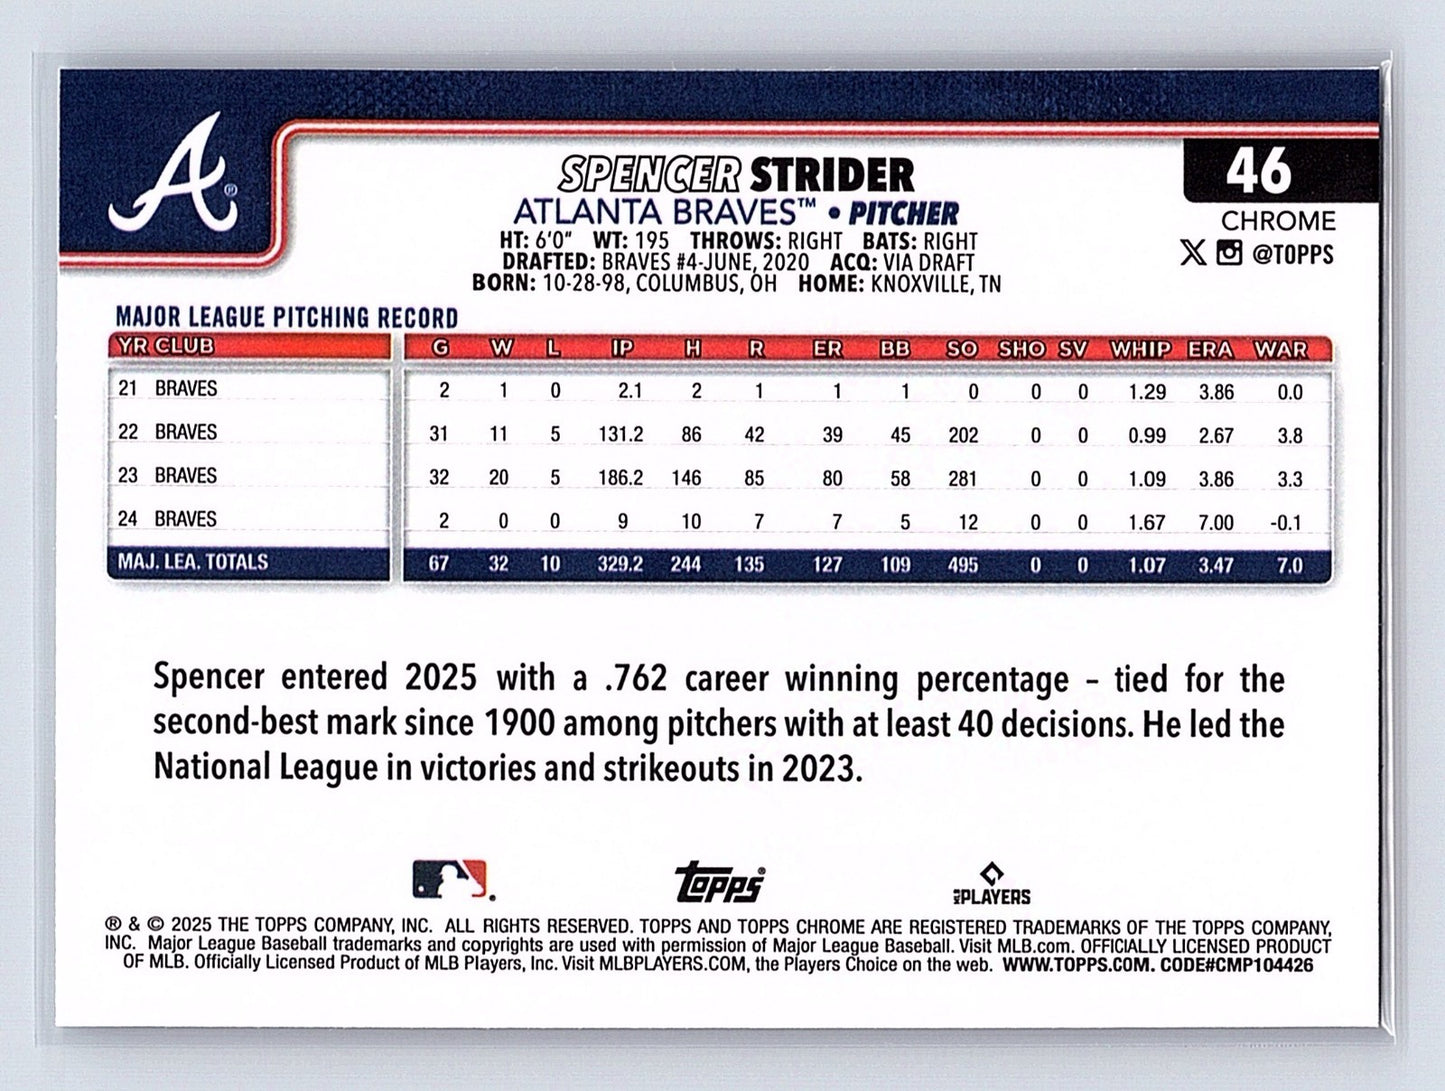 A ®
46
CHROME
X @TOPPS
SPENCER STRIDER
ATLANTA BRAVES™ • PITCHER
HT: 6'0" WT: 195 THROWS: RIGHT BATS: RIGHT
DRAFTED: BRAVES #4-JUNE, 2020 ACQ: VIA DRAFT
BORN: 10-28-98, COLUMBUS, OH HOME: KNOXVILLE, TN
MAJOR LEAGUE PITCHING RECORD
YR CLUB G W L IP H R ER BB SO SHO SV WHIP ERA WAR
21 BRAVES 2 1 0 2.1 2 1 1 1 0 0 0 1.29 3.86 0.0
22 BRAVES 31 11 5 131.2 86 42 39 45 202 0 0 0.99 2.67 3.8
23 BRAVES 32 20 5 186.2 146 85 80 58 281 0 0 1.09 3.86 3.3
24 BRAVES 2 0 0 9 10 7 7 5 12 0 0 1.67 7.00 -0.1
MAJ. LEA. TOTALS 67 32 10 329.2 244 135 127 109 495 0 0 1.07 3.47 7.0
Spencer entered 2025 with a .762 career winning percentage – tied for the
second-best mark since 1900 among pitchers with at least 40 decisions. He led the
National League in victories and strikeouts in 2023.
topps®
MLB PLAYERS
® & © 2025 THE TOPPS COMPANY, INC. ALL RIGHTS RESERVED. TOPPS AND TOPPS CHROME ARE REGISTERED TRADEMARKS OF THE TOPPS COMPANY,
INC. Major League Baseball trademarks and copyrights are used with permission of Major League Baseball. Visit MLB.com. OFFICIALLY LICENSED PRODUCT
OF MLB. Officially Licensed Product of MLB Players, Inc. Visit MLBPLAYERS.COM, the Players Choice on the web. WWW.TOPPS.COM. CODE#CMP104426